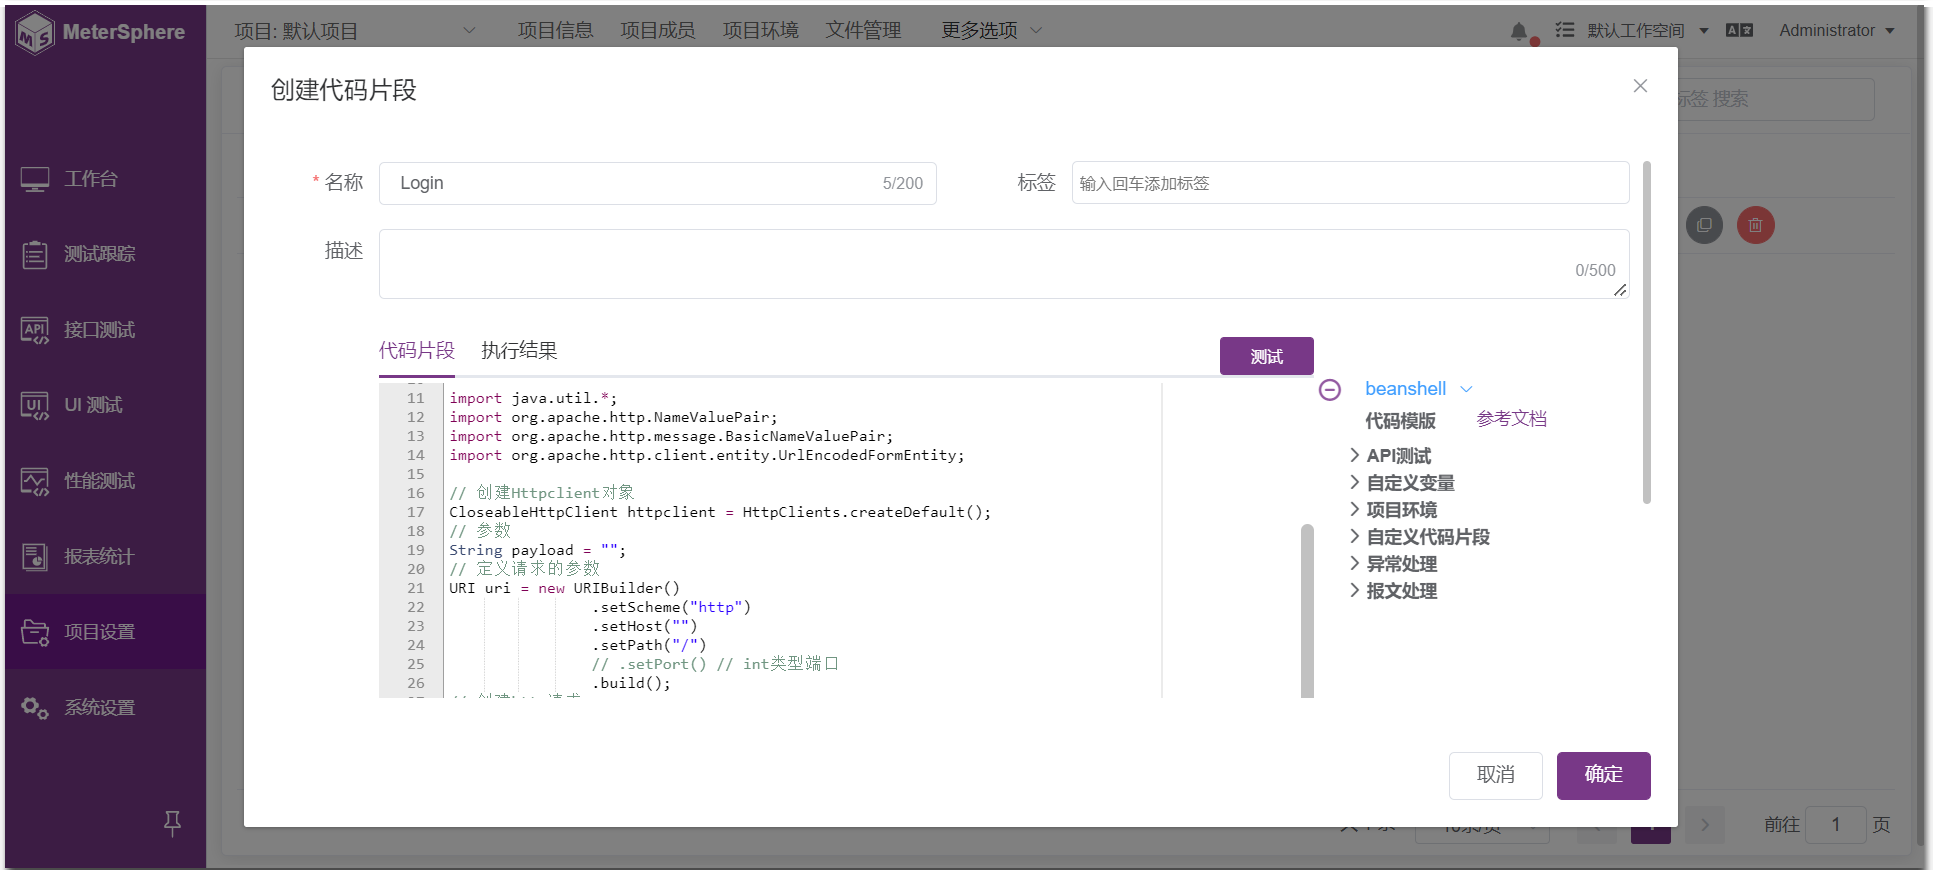 MeterSphere
项目: 默认项目
项目信息
项目成员
项目环境
文件管理
更多选项
默认工作空间
Administrator
创建代码片段
标签 搜索
* 名称
Login
5/200
标签
输入回车添加标签
描述
0/500
工作台
测试跟踪
接口测试
UI 测试
性能测试
报表统计
项目设置
系统设置
代码片段
执行结果
测试
11 import java.util.*;
12 import org.apache.http.NameValuePair;
13 import org.apache.http.message.BasicNameValuePair;
14 import org.apache.http.client.entity.UrlEncodedFormEntity;
15
16 // 创建Httpclient对象
17 CloseableHttpClient httpclient = HttpClients.createDefault();
18 // 参数
19 String payload = "";
20 // 定义请求的参数
21 URI uri = new URIBuilder()
22 .setScheme("http")
23 .setHost("")
24 .setPath("/")
25 // .setPort() // int类型端口
26 .build();
beanshell
代码模版
参考文档
API测试
自定义变量
项目环境
自定义代码片段
异常处理
报文处理
取消
确定
前往
1
页